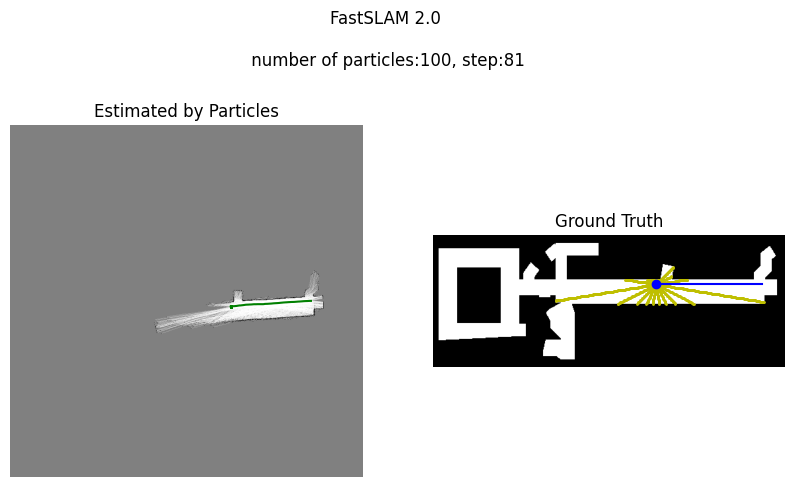 FastSLAM 2.0
number of particles:100, step:81
Estimated by Particles
Ground Truth